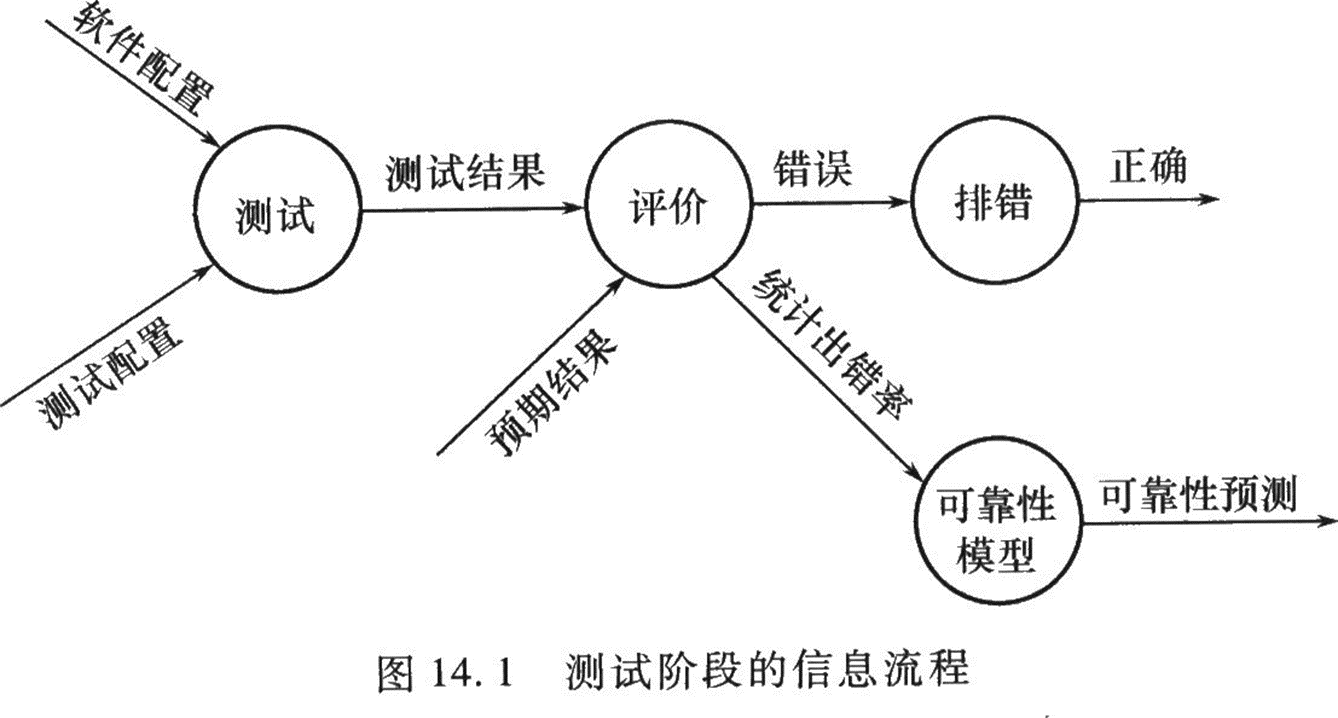 软件配置
测试
测试结果
评价
错误
排错
正确
测试配置
预期结果
统计出错率
可靠性
模型
可靠性预测
图 14.1 测试阶段的信息流程